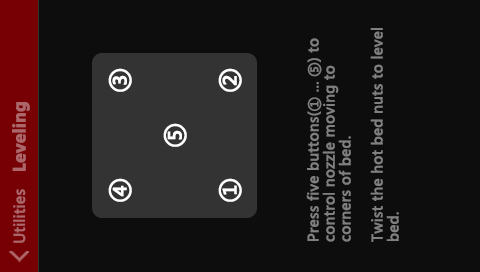 Utilities Leveling
④ ③
⑤
① ②
Press five buttons(① ... ⑤) to
control nozzle moving to
corners of bed.
Twist the hot bed nuts to level
bed.